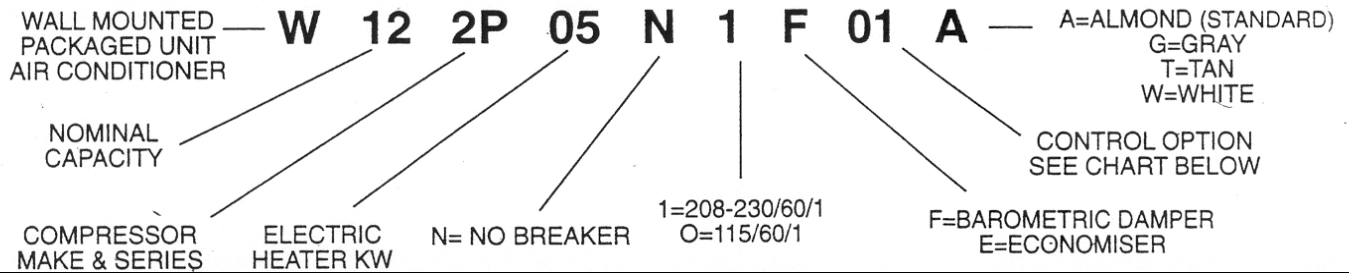 WALL MOUNTED
PACKAGED UNIT
AIR CONDITIONER
W 12 2P 05 N 1 F 01 A
A=ALMOND (STANDARD)
G=GRAY
T=TAN
W=WHITE
NOMINAL
CAPACITY
CONTROL OPTION
SEE CHART BELOW
COMPRESSOR
MAKE & SERIES
ELECTRIC
HEATER KW
N= NO BREAKER
1=208-230/60/1
O=115/60/1
F=BAROMETRIC DAMPER
E=ECONOMISER